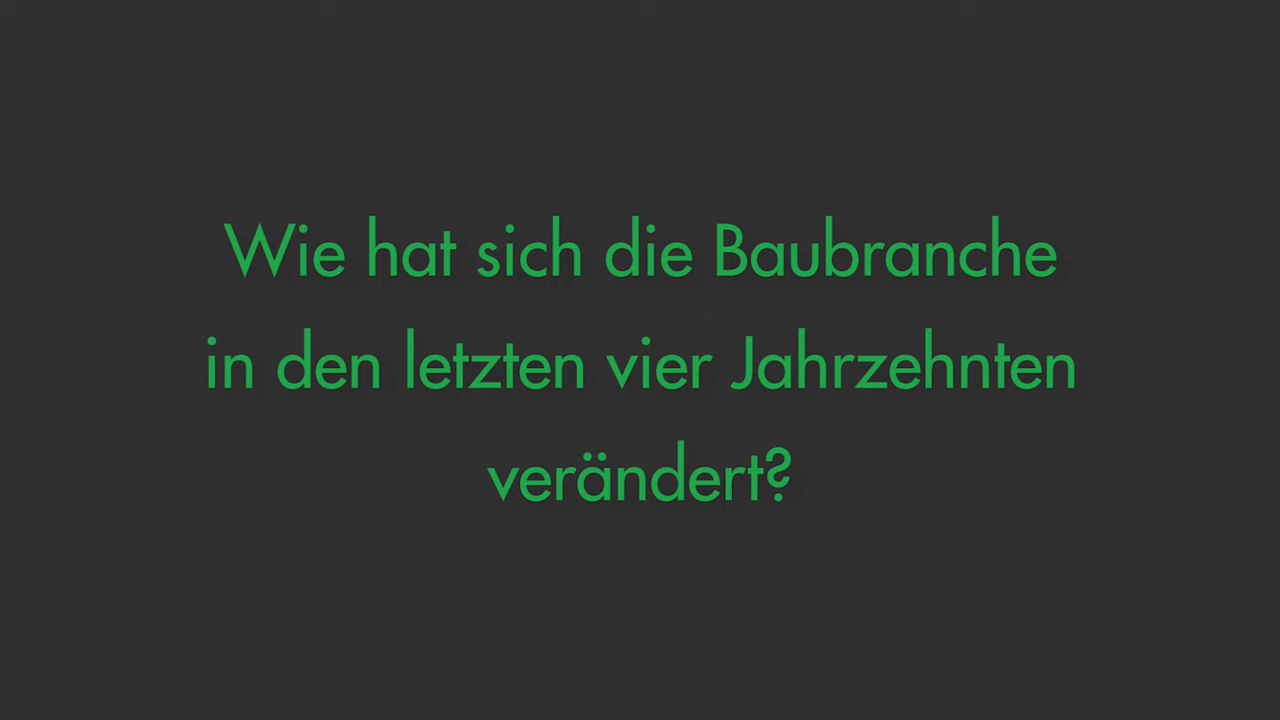 Wie hat sich die Baubranche
in den letzten vier Jahrzehnten
verändert?